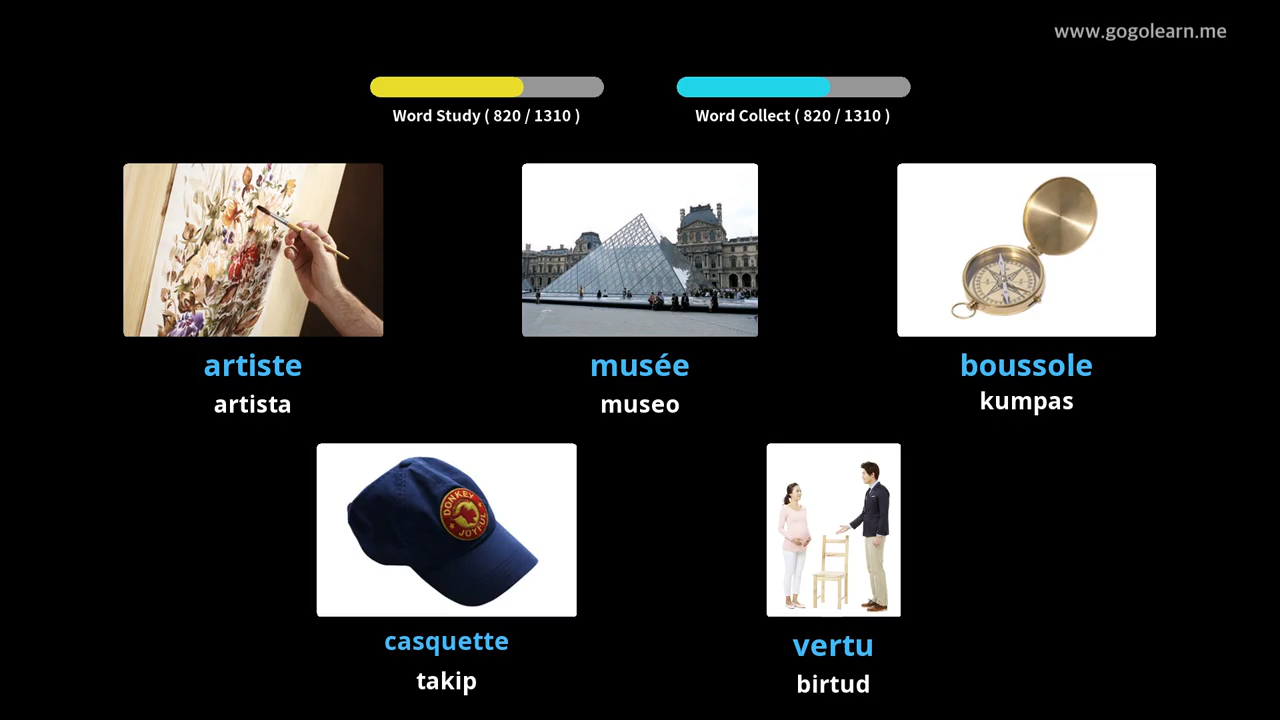 www.gogolearn.me
Word Study ( 820 / 1310 )
Word Collect ( 820 / 1310 )
artiste
artista
musée
museo
boussole
kumpas
DONKEY
JOYFUL
casquette
takip
vertu
birtud